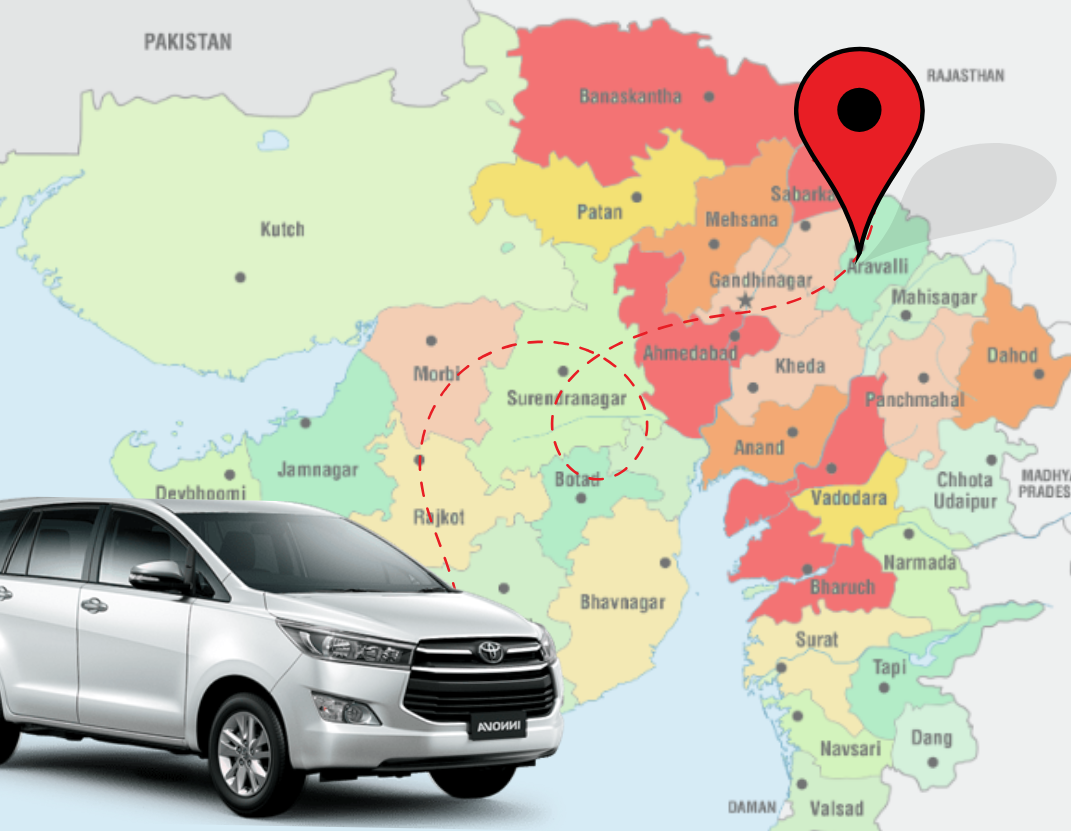 PAKISTAN
RAJASTHAN
Banaskantha
Sabarka
Patan
Mehsana
Kutch
Aravalli
Gandhinagar
Mahisagar
Ahmedabad
Dahod
Kheda
Morbi
Surendranagar
Panchmahal
Anand
Jamnagar
Botad
Chhota
Udaipur
MADHYA
PRADES
Devbhoomi
Vadodara
Rajkot
Narmada
Bharuch
Bhavnagar
Surat
Tapi
INNOVA
Dang
Navsari
DAMAN
Valsad